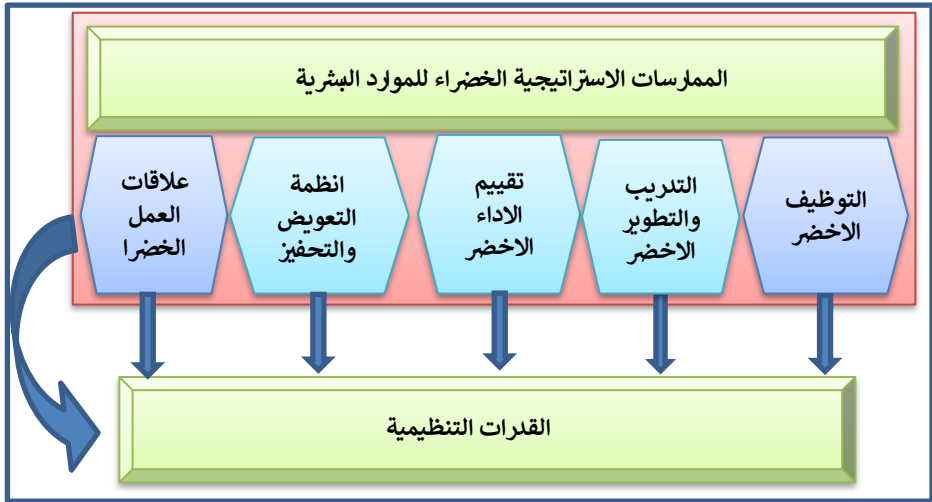 الممارسات الاستراتيجية الخضراء للموارد البشرية
التوظيف
الاخضر
التدريب
والتطوير
الاخضر
تقييم
الاداء
الاخضر
انظمة
التعويض
والتحفيز
علاقات
العمل
الخضرا
القدرات التنظيمية